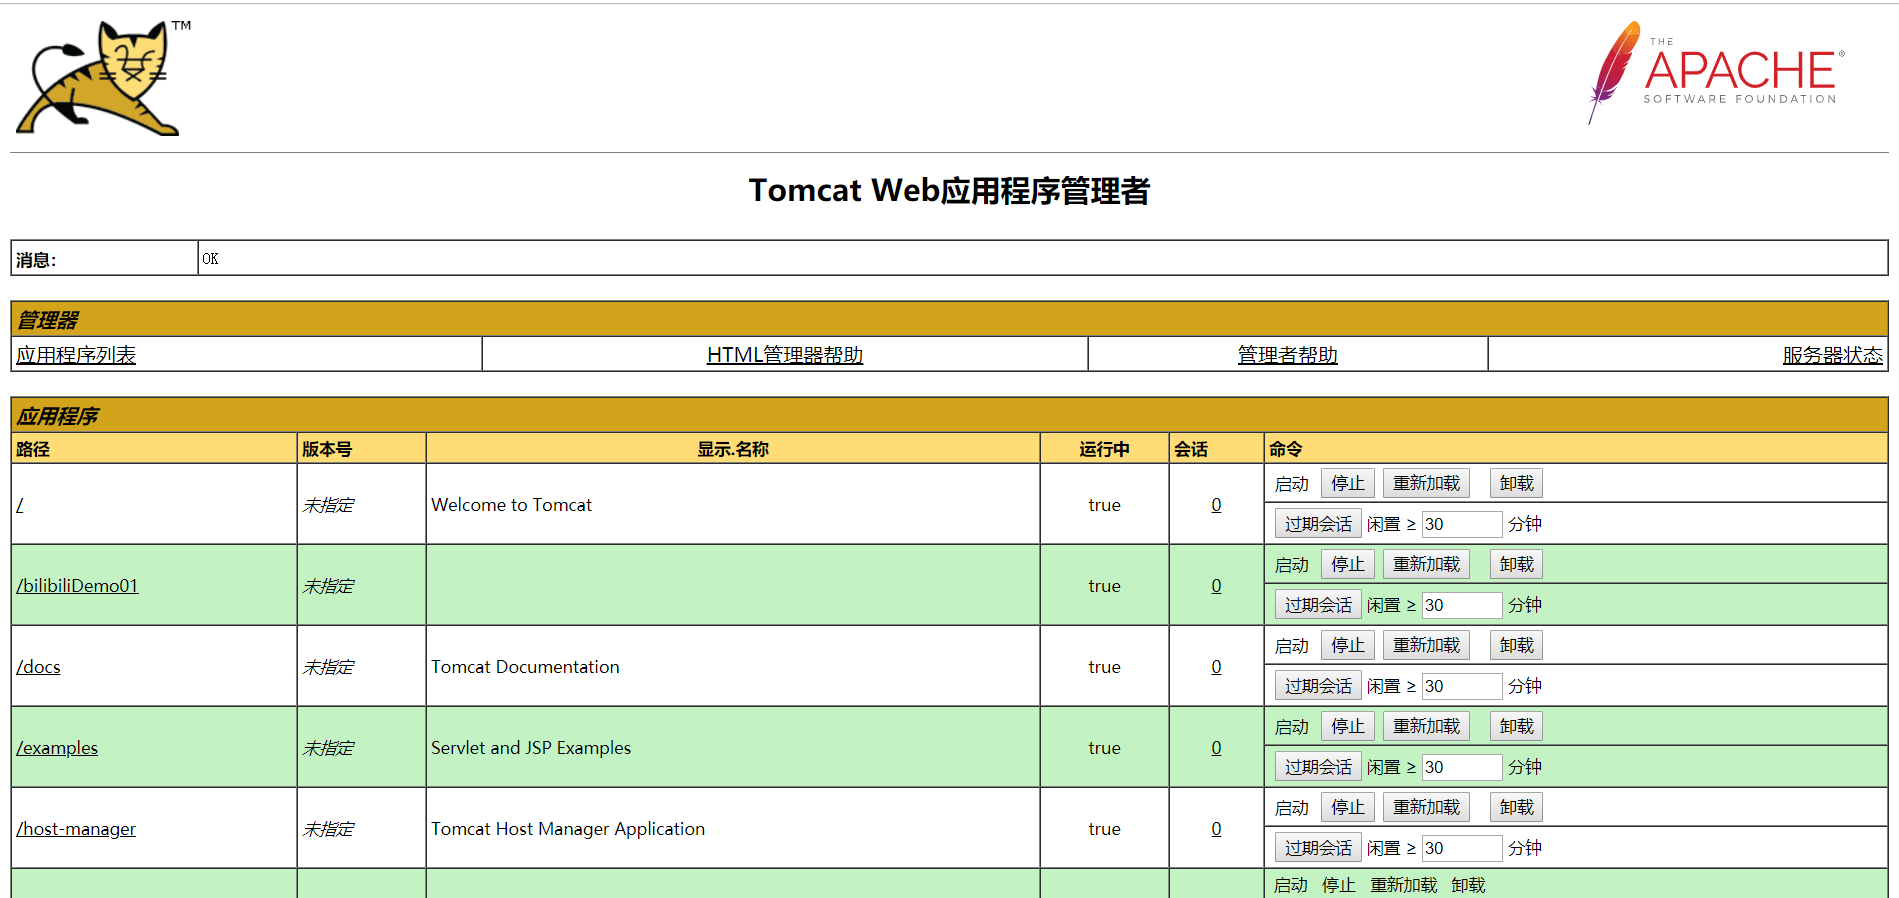 TM
THE
APACHE®
SOFTWARE FOUNDATION
Tomcat Web应用程序管理者
消息: OK
管理器
应用程序列表 HTML管理器帮助 管理者帮助 服务器状态
应用程序
路径 版本号 显示.名称 运行中 会话 命令
/ 未指定 Welcome to Tomcat true 0 启动 停止 重新加载 卸载
过期会话 闲置 ≥ 30 分钟
/bilibiliDemo01 未指定 true 0 启动 停止 重新加载 卸载
过期会话 闲置 ≥ 30 分钟
/docs 未指定 Tomcat Documentation true 0 启动 停止 重新加载 卸载
过期会话 闲置 ≥ 30 分钟
/examples 未指定 Servlet and JSP Examples true 0 启动 停止 重新加载 卸载
过期会话 闲置 ≥ 30 分钟
/host-manager 未指定 Tomcat Host Manager Application true 0 启动 停止 重新加载 卸载
过期会话 闲置 ≥ 30 分钟
启动 停止 重新加载 卸载